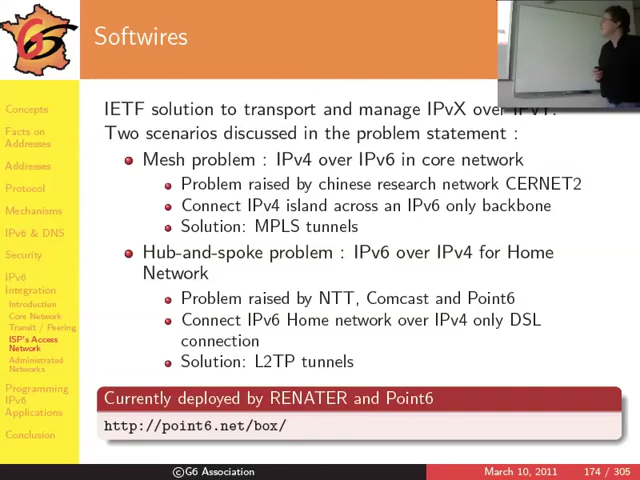 G6
Softwires
Concepts
Facts on
Addresses
Addresses
Protocol
Mechanisms
IPv6 & DNS
Security
IPv6
Integration
Introduction
Core Network
Transit / Peering
ISP's Access
Network
Administrated
Networks
Programming
IPv6
Applications
Conclusion
IETF solution to transport and manage IPvX over IPvY.
Two scenarios discussed in the problem statement :
Mesh problem : IPv4 over IPv6 in core network
Problem raised by chinese research network CERNET2
Connect IPv4 island across an IPv6 only backbone
Solution: MPLS tunnels
Hub-and-spoke problem : IPv6 over IPv4 for Home
Network
Problem raised by NTT, Comcast and Point6
Connect IPv6 Home network over IPv4 only DSL
connection
Solution: L2TP tunnels
Currently deployed by RENATER and Point6
http://point6.net/box/
©G6 Association
March 10, 2011
174 / 305